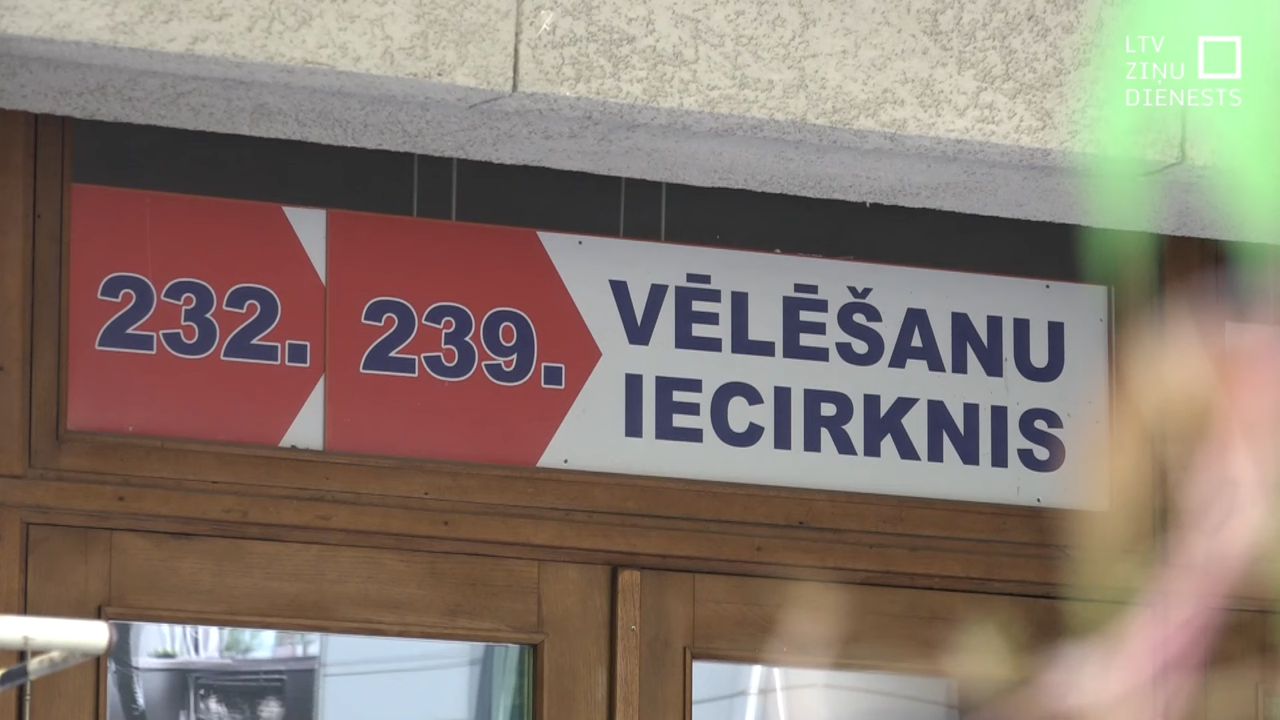 LTV
ZIŅU
DIENESTS
232. 239. VĒLĒŠANU
IECIRKNIS